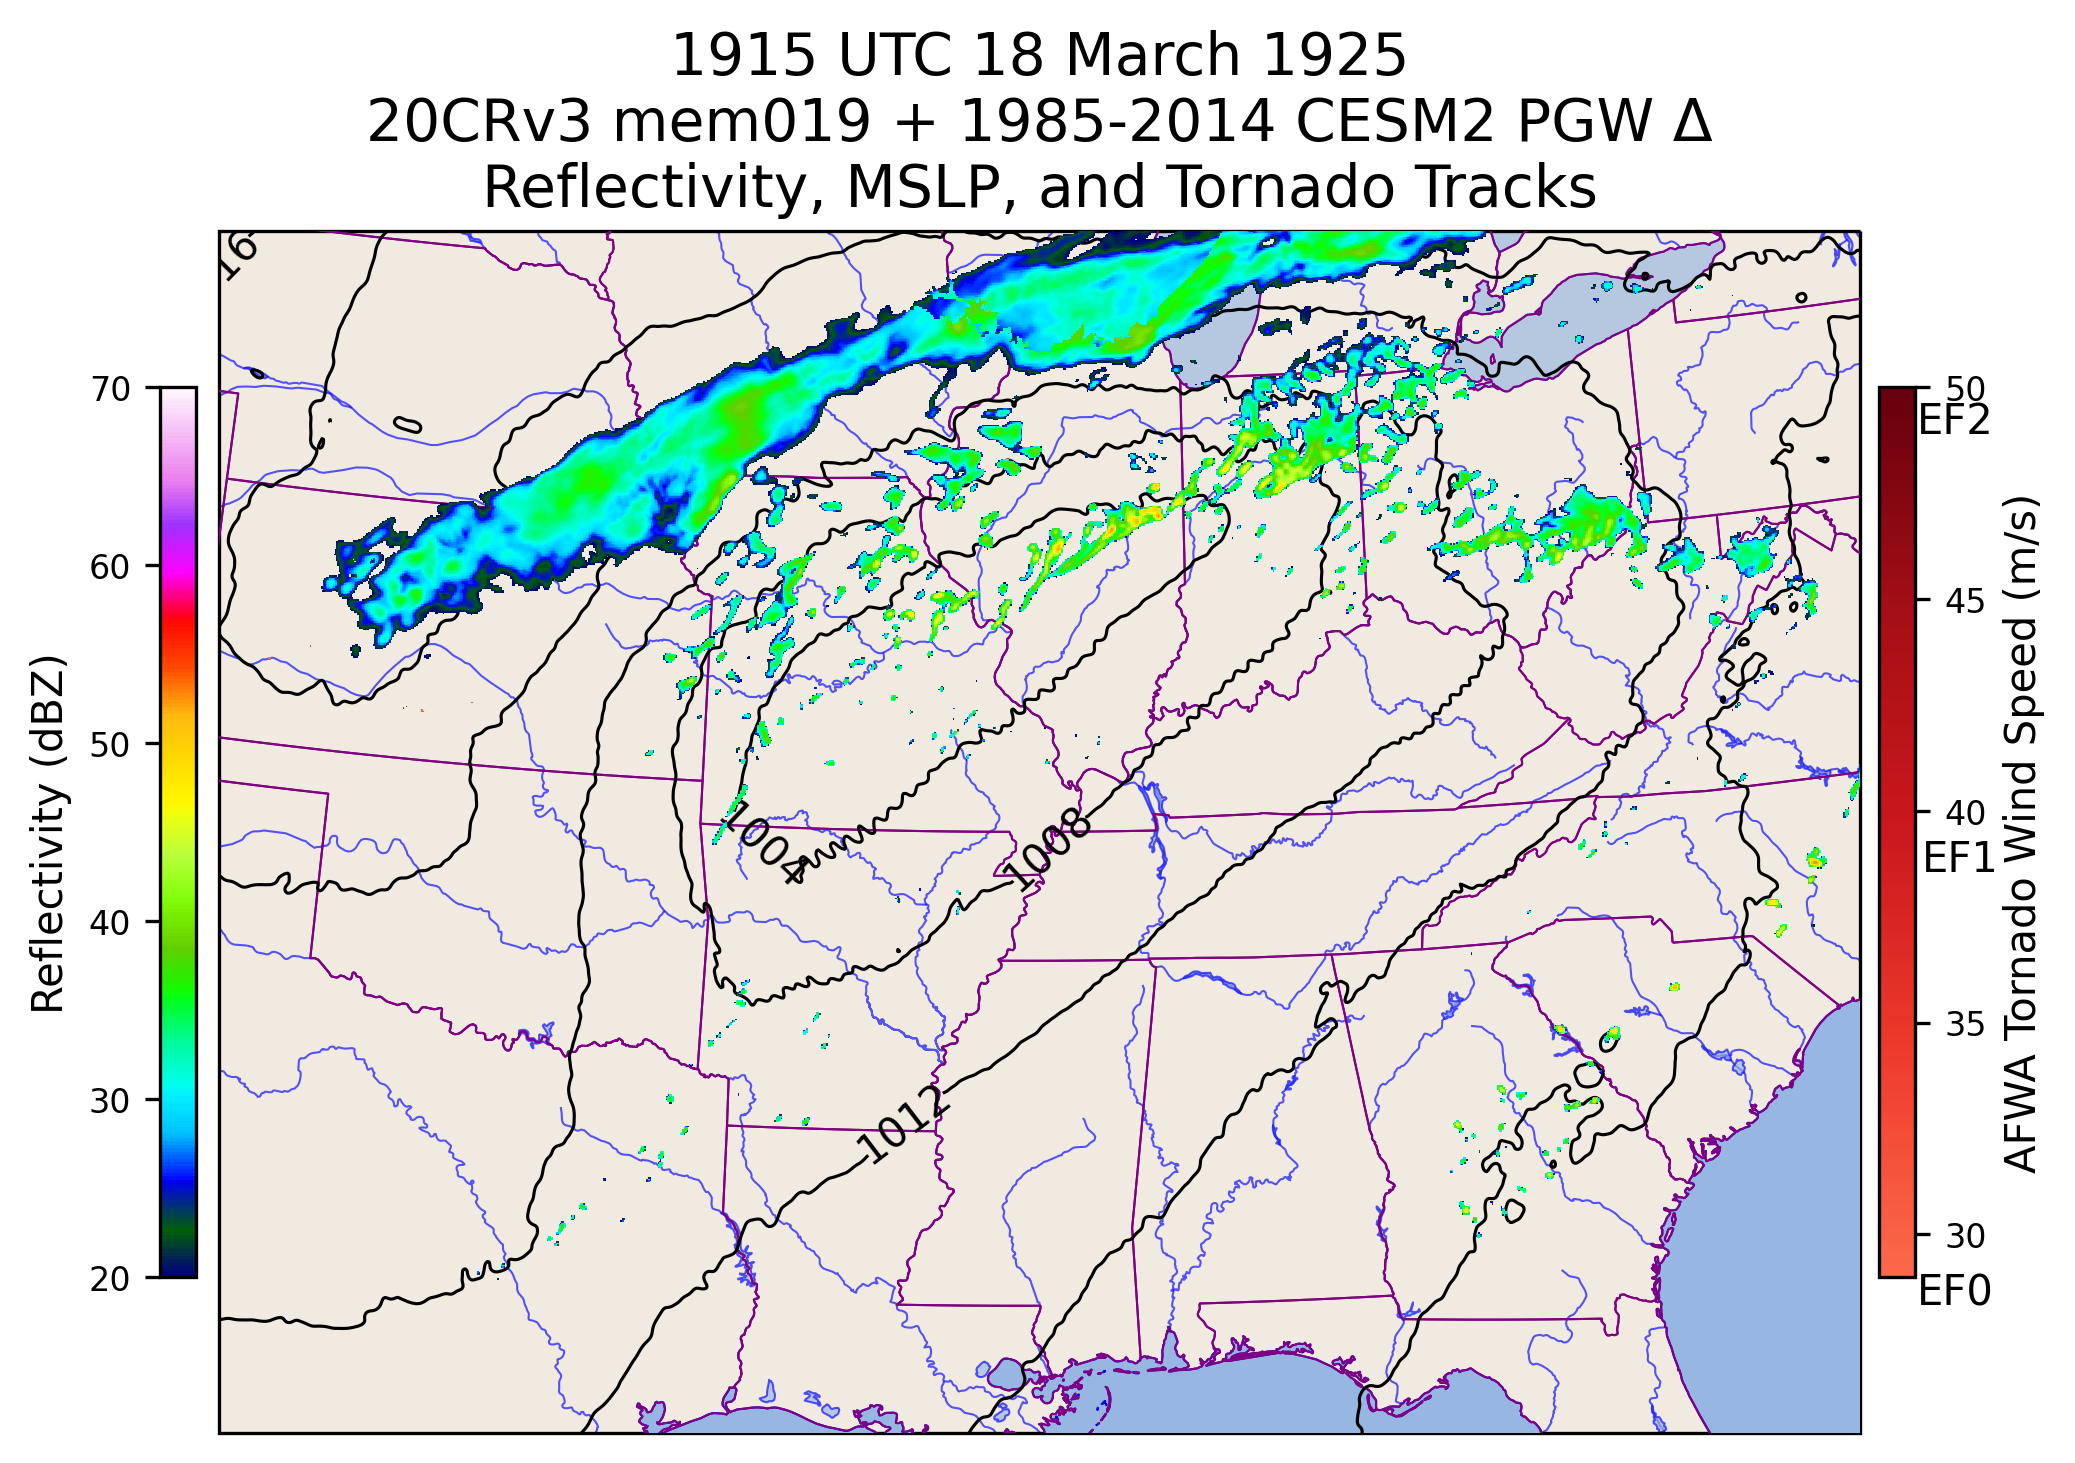 1915 UTC 18 March 1925
20CRv3 mem019 + 1985-2014 CESM2 PGW Δ
Reflectivity, MSLP, and Tornado Tracks
16
1004
1008
1012
70
60
50
40
30
20
Reflectivity (dBZ)
50
EF2
45
40
EF1
35
30
EF0
AFWA Tornado Wind Speed (m/s)